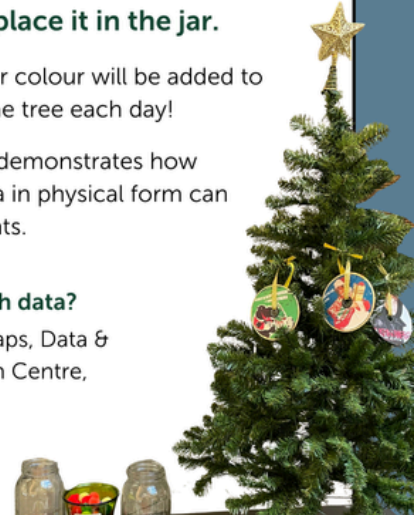 place it in the jar.
r colour will be added to
e tree each day!
demonstrates how
a in physical form can
ts.
h data?
aps, Data &
n Centre,